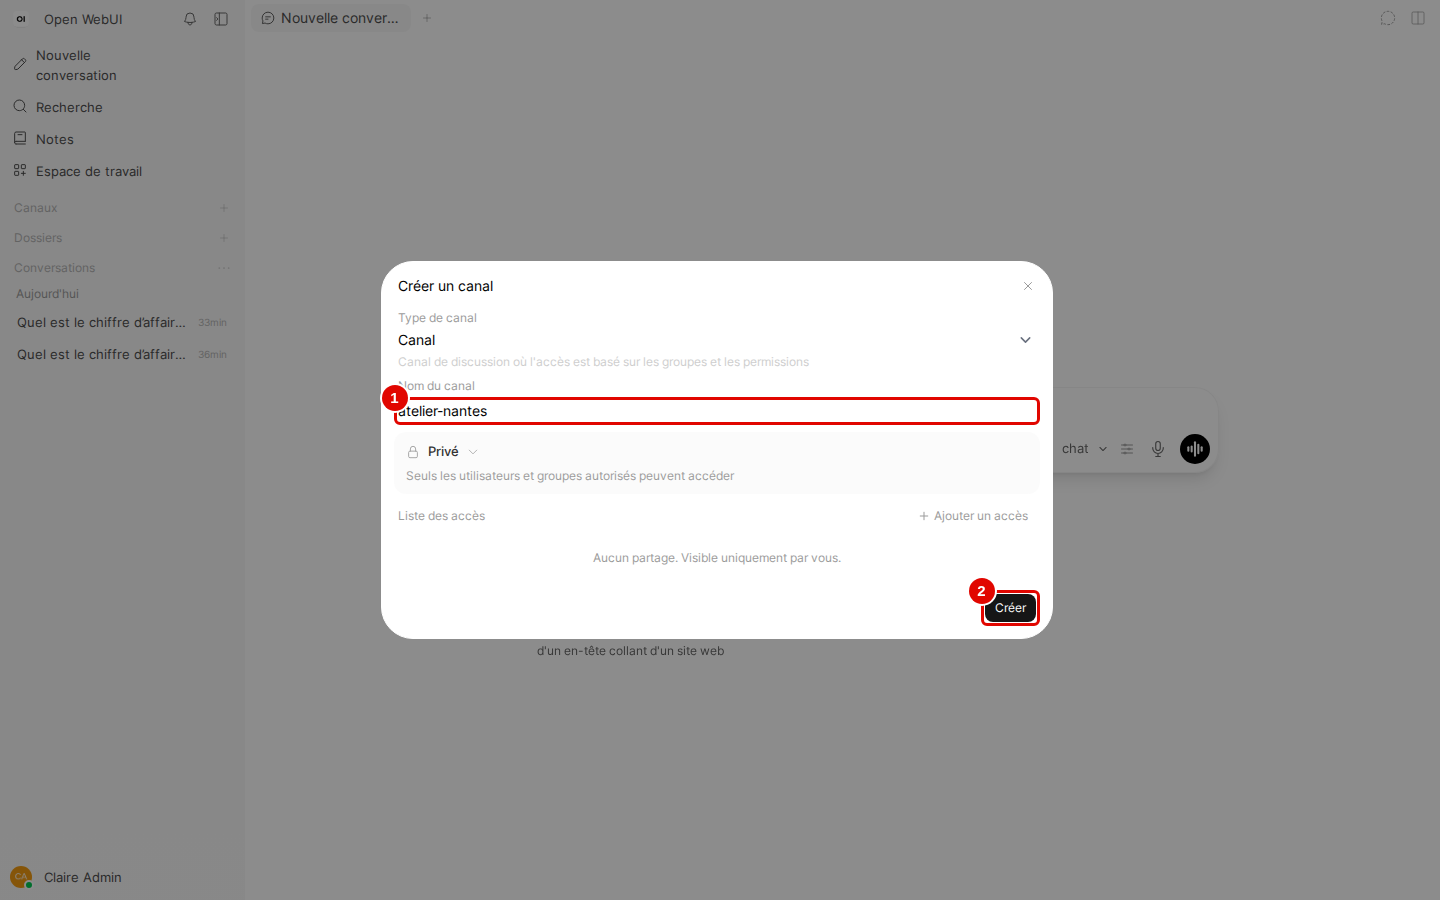 OI Open WebUI
Nouvelle conver...
Nouvelle
conversation
Recherche
Notes
Espace de travail
Canaux
Dossiers
Conversations
Aujourd'hui
Quel est le chiffre d'affair... 33min
Quel est le chiffre d'affair... 36min
Créer un canal
Type de canal
Canal
Canal de discussion où l'accès est basé sur les groupes et les permissions
Nom du canal
1
atelier-nantes
Privé
Seuls les utilisateurs et groupes autorisés peuvent accéder
Liste des accès
+ Ajouter un accès
Aucun partage. Visible uniquement par vous.
2
Créer
chat
d'un en-tête collant d'un site web
CA Claire Admin